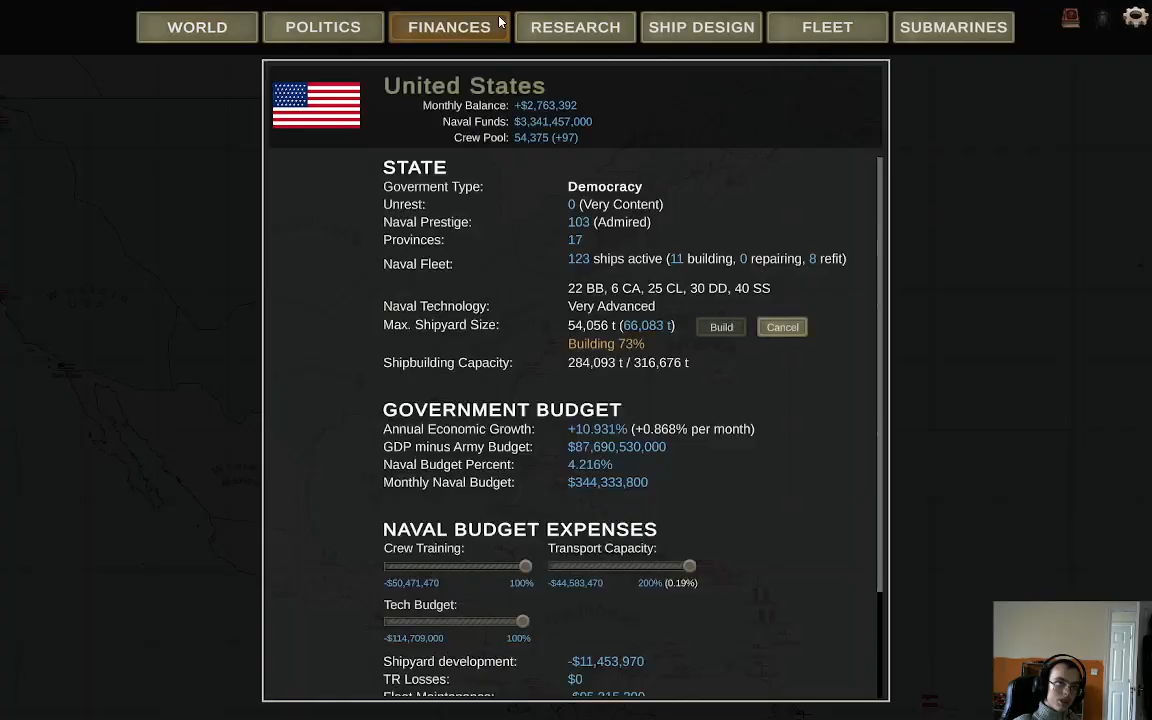 WORLD
POLITICS
FINANCES
RESEARCH
SHIP DESIGN
FLEET
SUBMARINES
United States
Monthly Balance: +$2,763,392
Naval Funds: $3,341,457,000
Crew Pool: 54,375 (+97)
STATE
Goverment Type: Democracy
Unrest: 0 (Very Content)
Naval Prestige: 103 (Admired)
Provinces: 17
Naval Fleet: 123 ships active (11 building, 0 repairing, 8 refit)
22 BB, 6 CA, 25 CL, 30 DD, 40 SS
Naval Technology: Very Advanced
Max. Shipyard Size: 54,056 t (66,083 t) Build Cancel
Building 73%
Shipbuilding Capacity: 284,093 t / 316,676 t
GOVERNMENT BUDGET
Annual Economic Growth: +10.931% (+0.868% per month)
GDP minus Army Budget: $87,690,530,000
Naval Budget Percent: 4.216%
Monthly Naval Budget: $344,333,800
NAVAL BUDGET EXPENSES
Crew Training: Transport Capacity:
-$50,471,470 100% -$44,583,470 200% (0.19%)
Tech Budget:
-$114,709,000 100%
Shipyard development: -$11,453,970
TR Losses: $0
Fleet Maintenance: